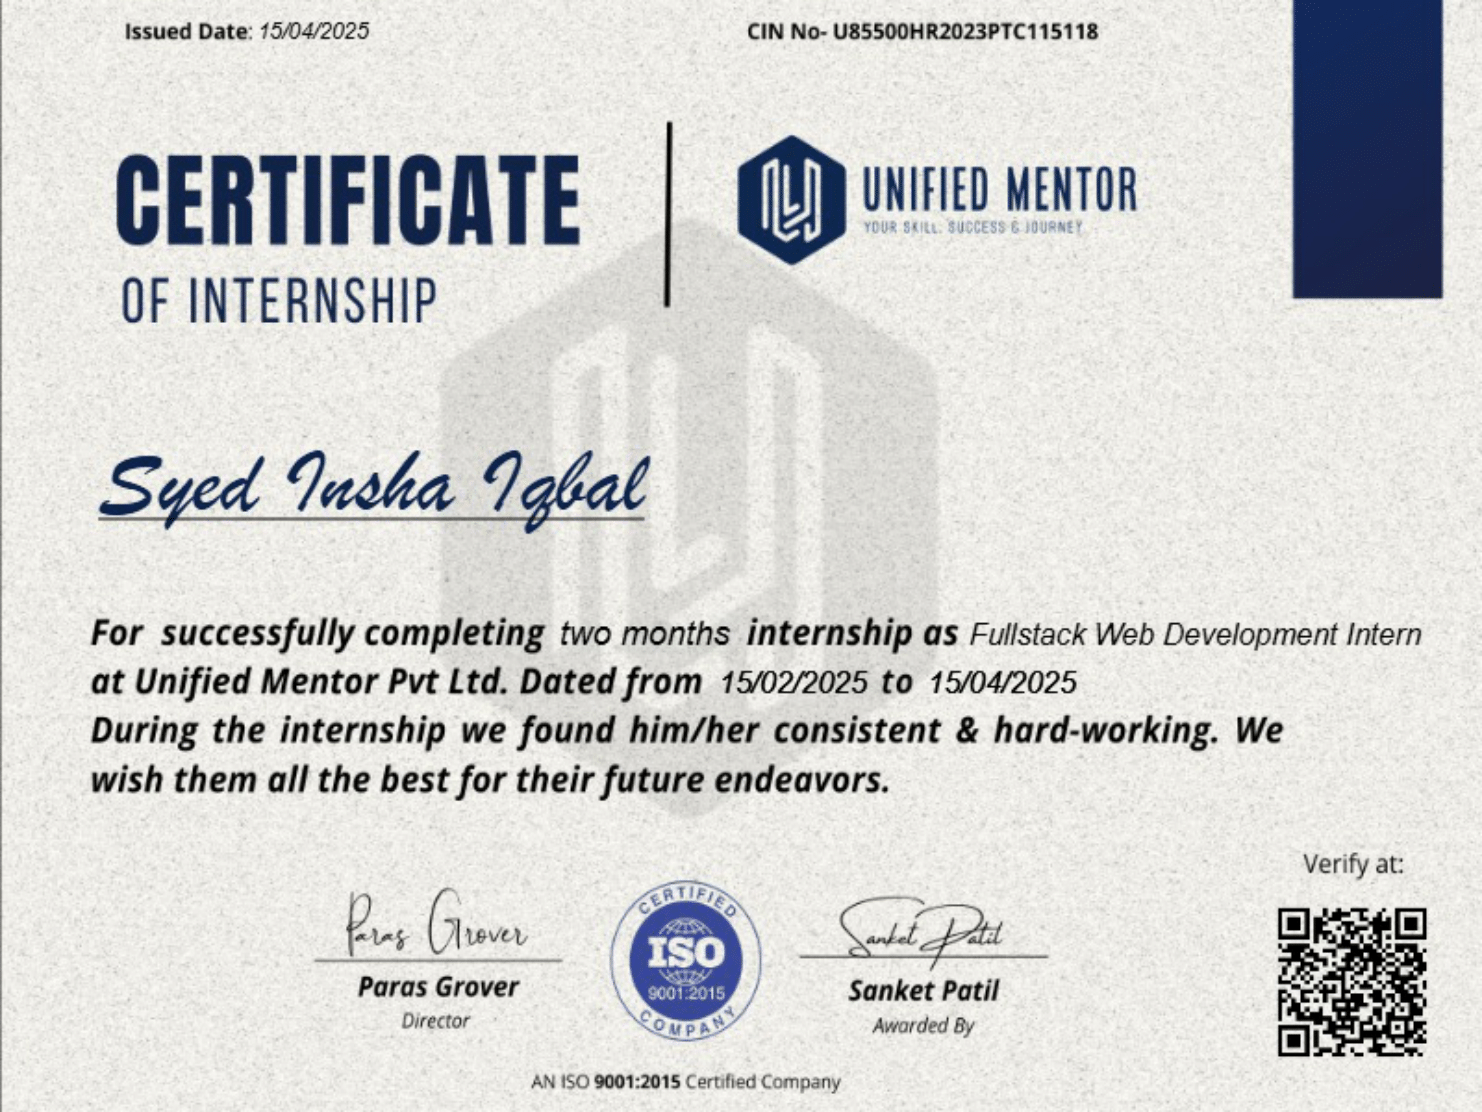 Issued Date: 15/04/2025
CIN No- U85500HR2023PTC115118
CERTIFICATE
OF INTERNSHIP
UNIFIED MENTOR
YOUR SKILL, SUCCESS & JOURNEY
Syed Insha Iqbal
For successfully completing two months internship as Fullstack Web Development Intern
at Unified Mentor Pvt Ltd. Dated from 15/02/2025 to 15/04/2025
During the internship we found him/her consistent & hard-working. We
wish them all the best for their future endeavors.
Verify at:
Paras Grover
Paras Grover
Director
CERTIFIED
ISO
9001:2015
COMPANY
Sanket Patil
Sanket Patil
Awarded By
AN ISO 9001:2015 Certified Company